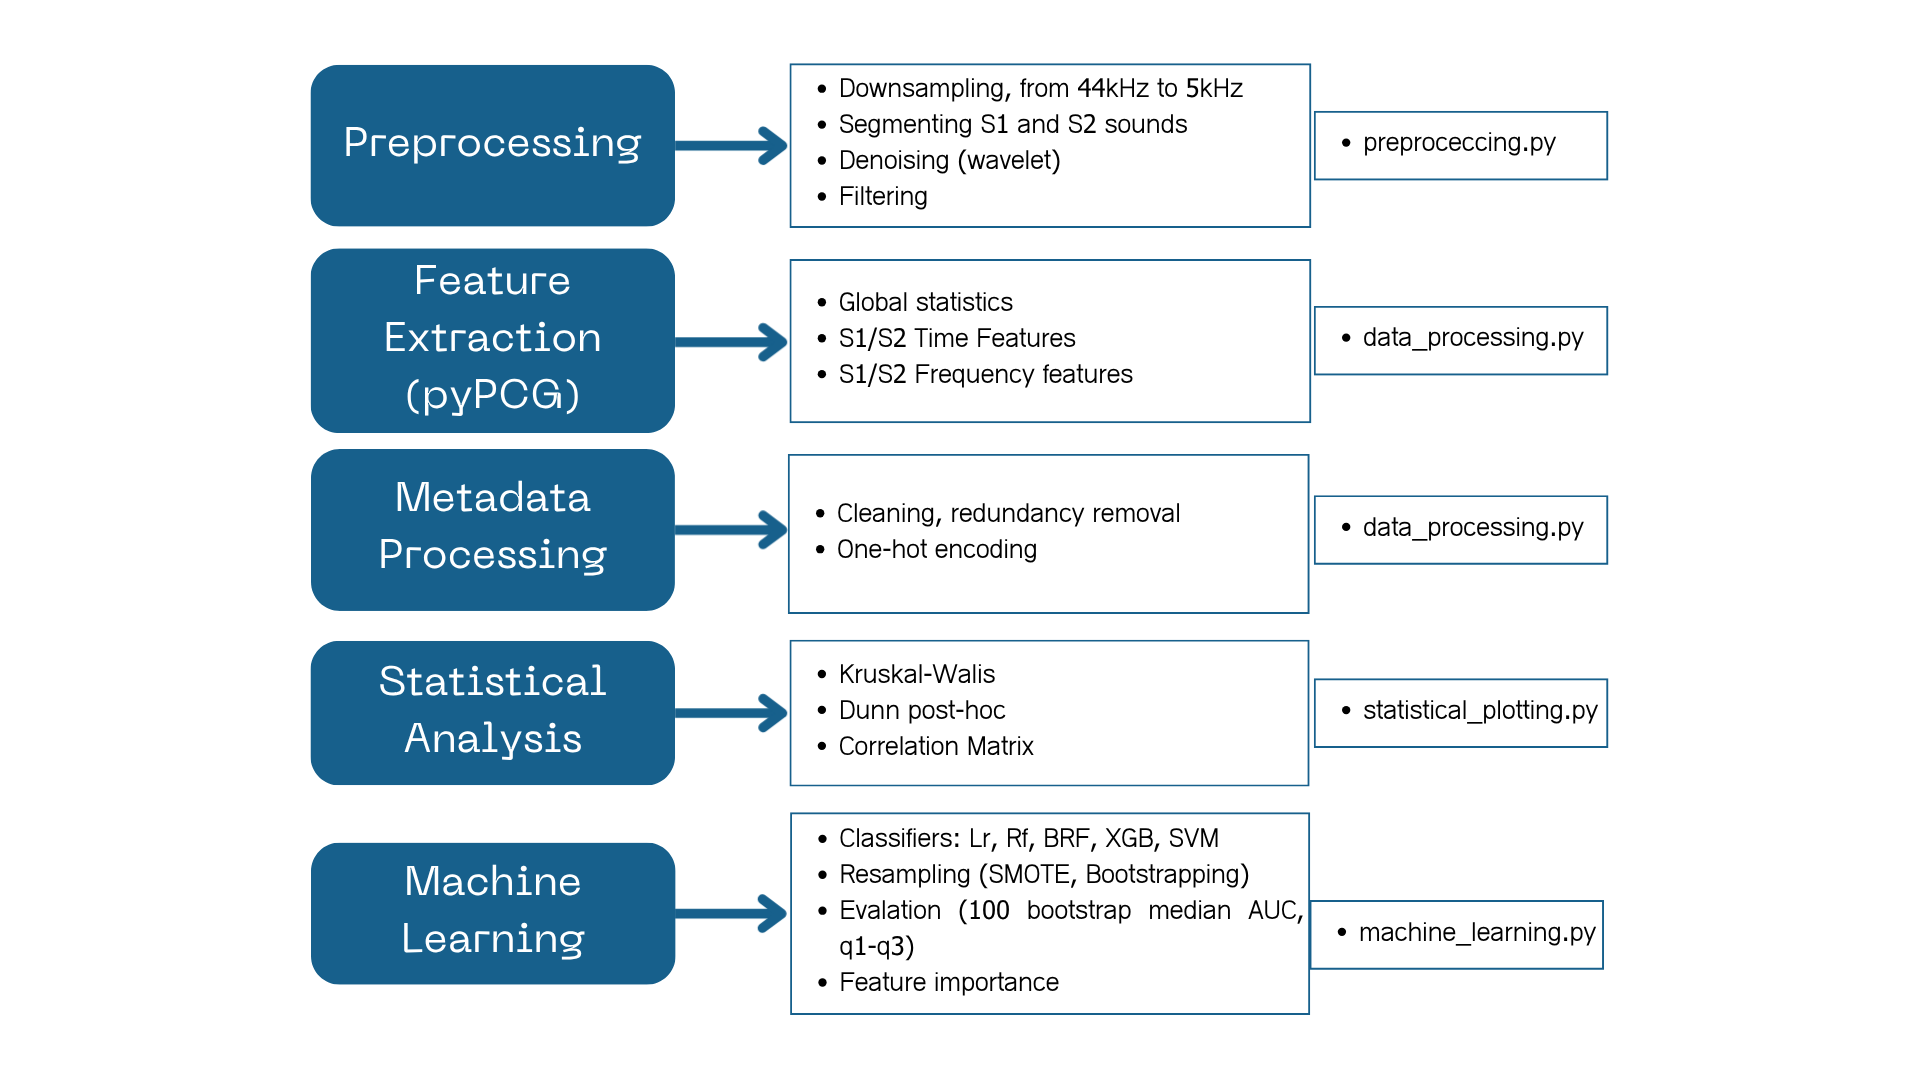 Preprocessing
• Downsampling, from 44kHz to 5kHz
• Segmenting S1 and S2 sounds
• Denoising (wavelet)
• Filtering
• preproceccing.py
Feature
Extraction
(pyPCG)
• Global statistics
• S1/S2 Time Features
• S1/S2 Frequency features
• data_processing.py
Metadata
Processing
• Cleaning, redundancy removal
• One-hot encoding
• data_processing.py
Statistical
Analysis
• Kruskal-Walis
• Dunn post-hoc
• Correlation Matrix
• statistical_plotting.py
Machine
Learning
• Classifiers: Lr, Rf, BRF, XGB, SVM
• Resampling (SMOTE, Bootstrapping)
• Evalation (100 bootstrap median AUC,
q1-q3)
• Feature importance
• machine_learning.py